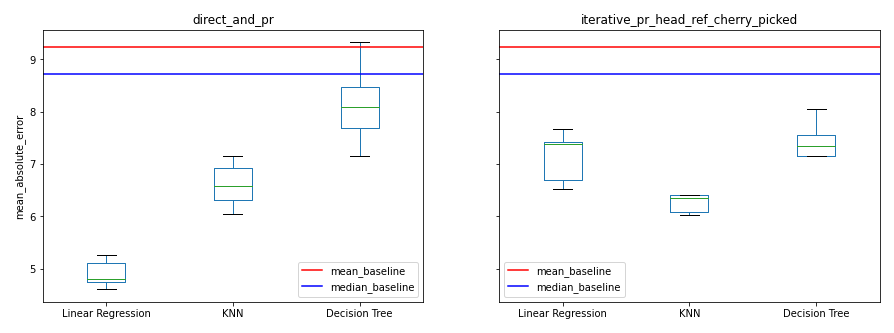 direct_and_pr
mean_absolute_error
9
8
7
6
5
Linear Regression
KNN
Decision Tree
mean_baseline
median_baseline
iterative_pr_head_ref_cherry_picked
Linear Regression
KNN
Decision Tree
mean_baseline
median_baseline